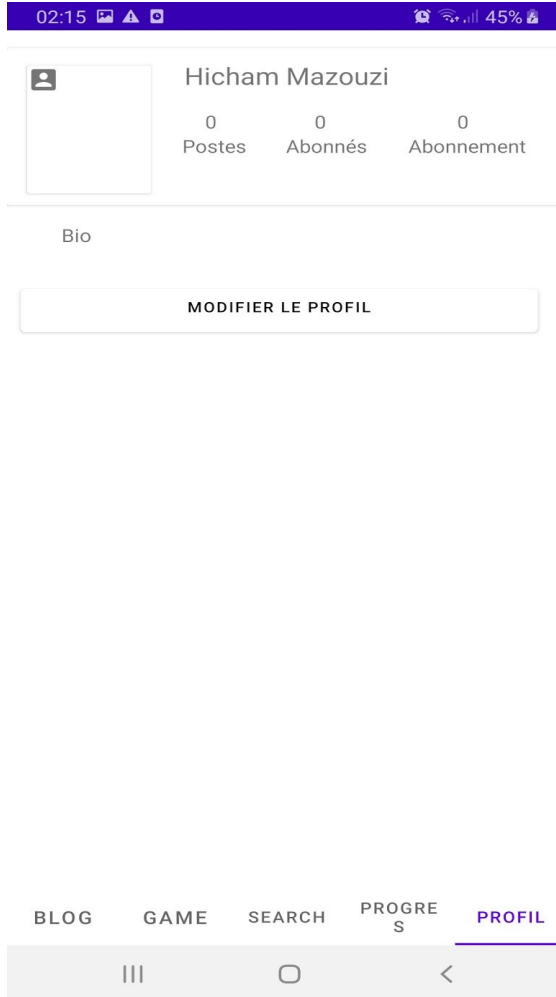 02:15 45%
Hicham Mazouzi
0 0 0
Postes Abonnés Abonnement
Bio
MODIFIER LE PROFIL
BLOG GAME SEARCH PROGRE
S PROFIL